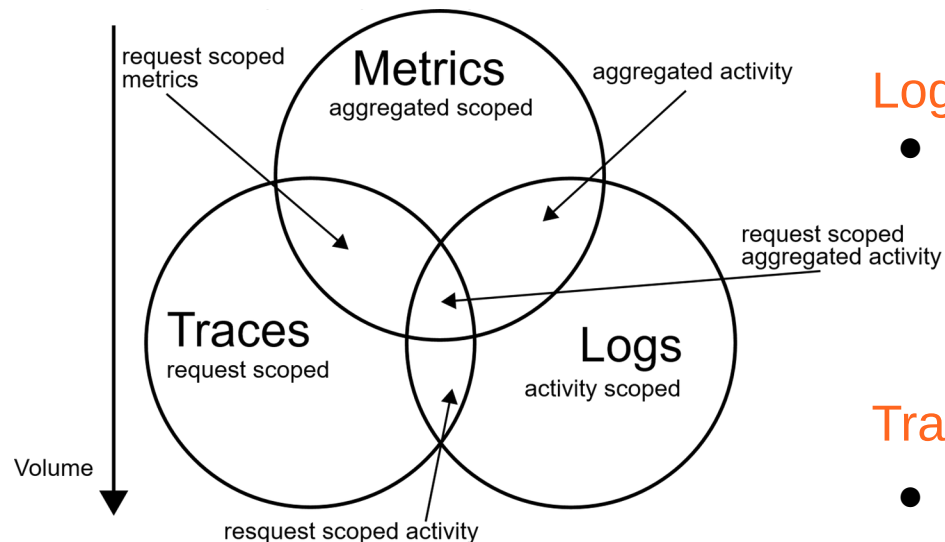 request scoped
metrics
Metrics
aggregated scoped
aggregated activity
Log
request scoped
aggregated activity
Traces
request scoped
Logs
activity scoped
Tra
Volume
resquest scoped activity